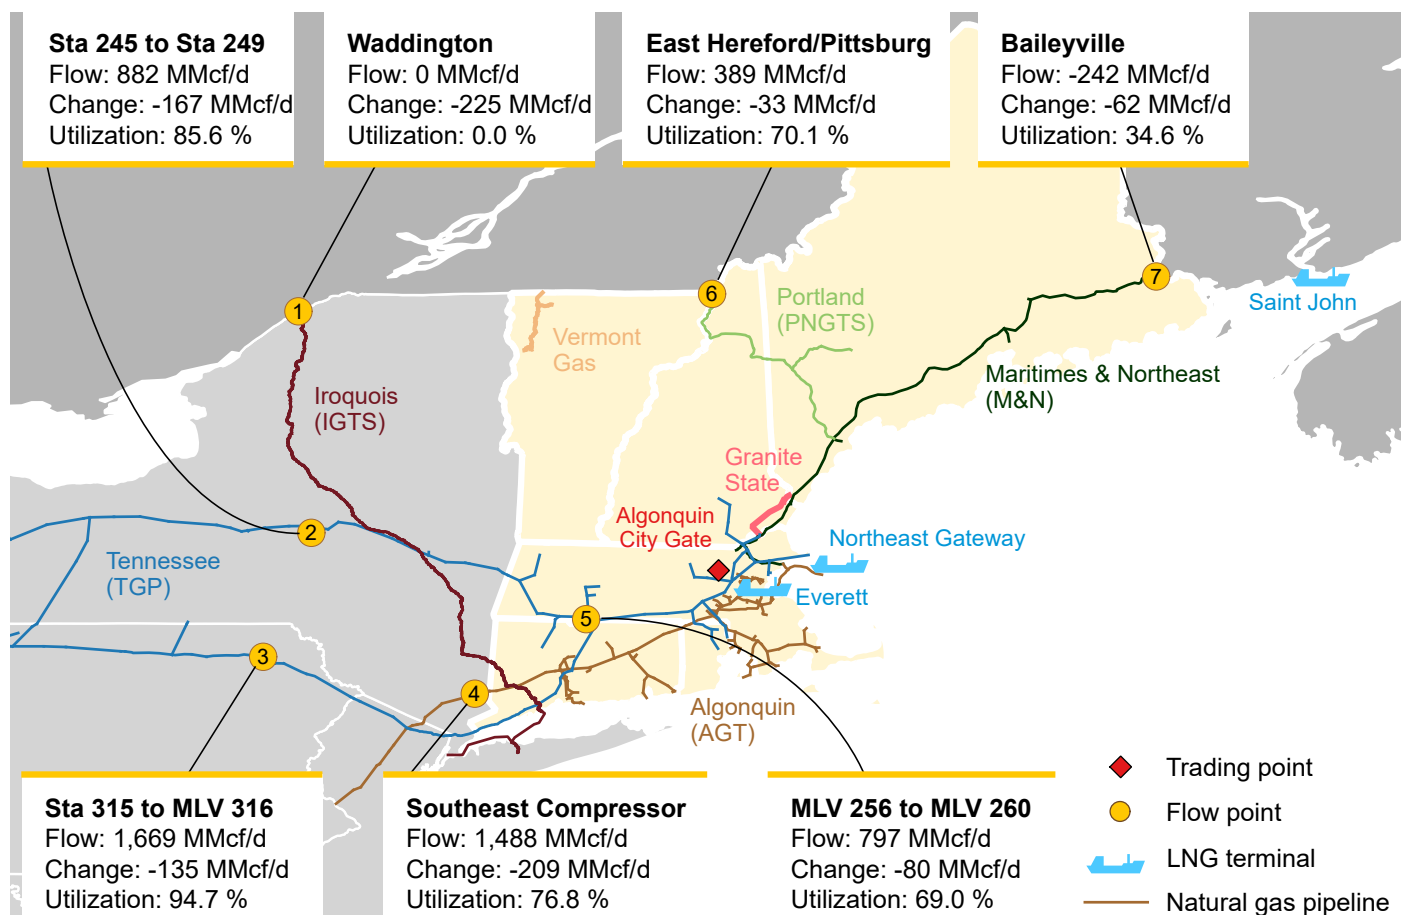 Sta 245 to Sta 249
Flow: 882 MMcf/d
Change: -167 MMcf/d
Utilization: 85.6 %
Waddington
Flow: 0 MMcf/d
Change: -225 MMcf/d
Utilization: 0.0 %
East Hereford/Pittsburg
Flow: 389 MMcf/d
Change: -33 MMcf/d
Utilization: 70.1 %
Baileyville
Flow: -242 MMcf/d
Change: -62 MMcf/d
Utilization: 34.6 %
1
6
7
Saint John
Portland
(PNGTS)
Vermont
Gas
Maritimes & Northeast
(M&N)
Iroquois
(IGTS)
Granite
State
Algonquin
City Gate
2
Northeast Gateway
Tennessee
(TGP)
Everett
5
3
4
Algonquin
(AGT)
Sta 315 to MLV 316
Flow: 1,669 MMcf/d
Change: -135 MMcf/d
Utilization: 94.7 %
Southeast Compressor
Flow: 1,488 MMcf/d
Change: -209 MMcf/d
Utilization: 76.8 %
MLV 256 to MLV 260
Flow: 797 MMcf/d
Change: -80 MMcf/d
Utilization: 69.0 %
Trading point
Flow point
LNG terminal
Natural gas pipeline